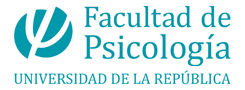 Facultad de
Psicología
UNIVERSIDAD DE LA REPÚBLICA